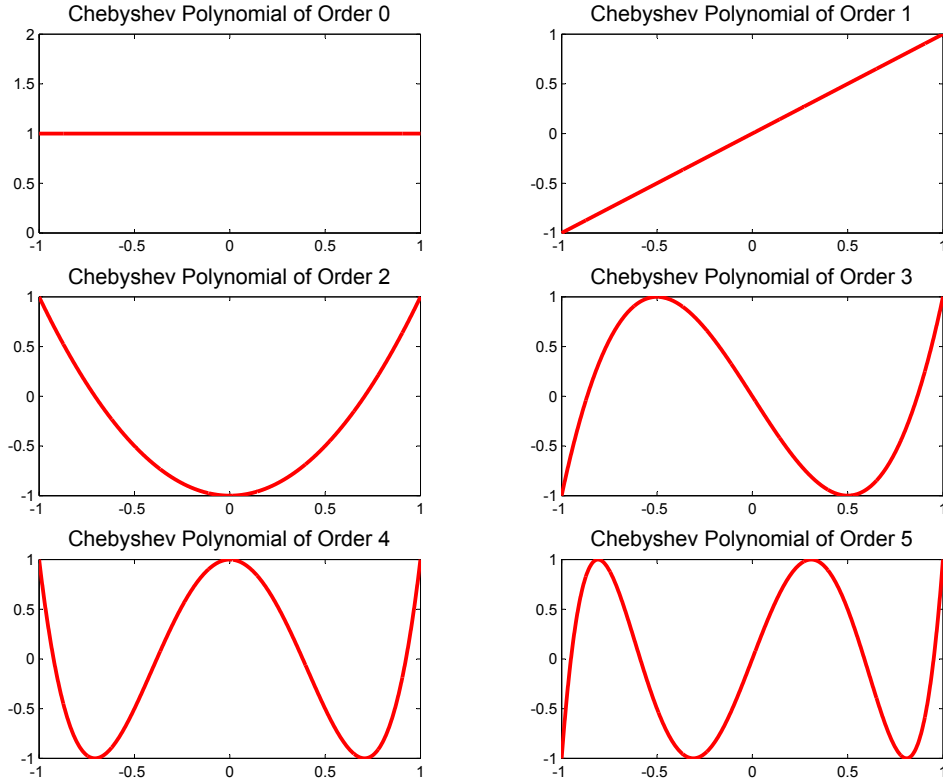 Chebyshev Polynomial of Order 0
2
1.5
1
0.5
0
-1 -0.5 0 0.5 1
Chebyshev Polynomial of Order 1
1
0.5
0
-0.5
-1
-1 -0.5 0 0.5 1
Chebyshev Polynomial of Order 2
1
0.5
0
-0.5
-1
-1 -0.5 0 0.5 1
Chebyshev Polynomial of Order 3
1
0.5
0
-0.5
-1
-1 -0.5 0 0.5 1
Chebyshev Polynomial of Order 4
1
0.5
0
-0.5
-1
-1 -0.5 0 0.5 1
Chebyshev Polynomial of Order 5
1
0.5
0
-0.5
-1
-1 -0.5 0 0.5 1